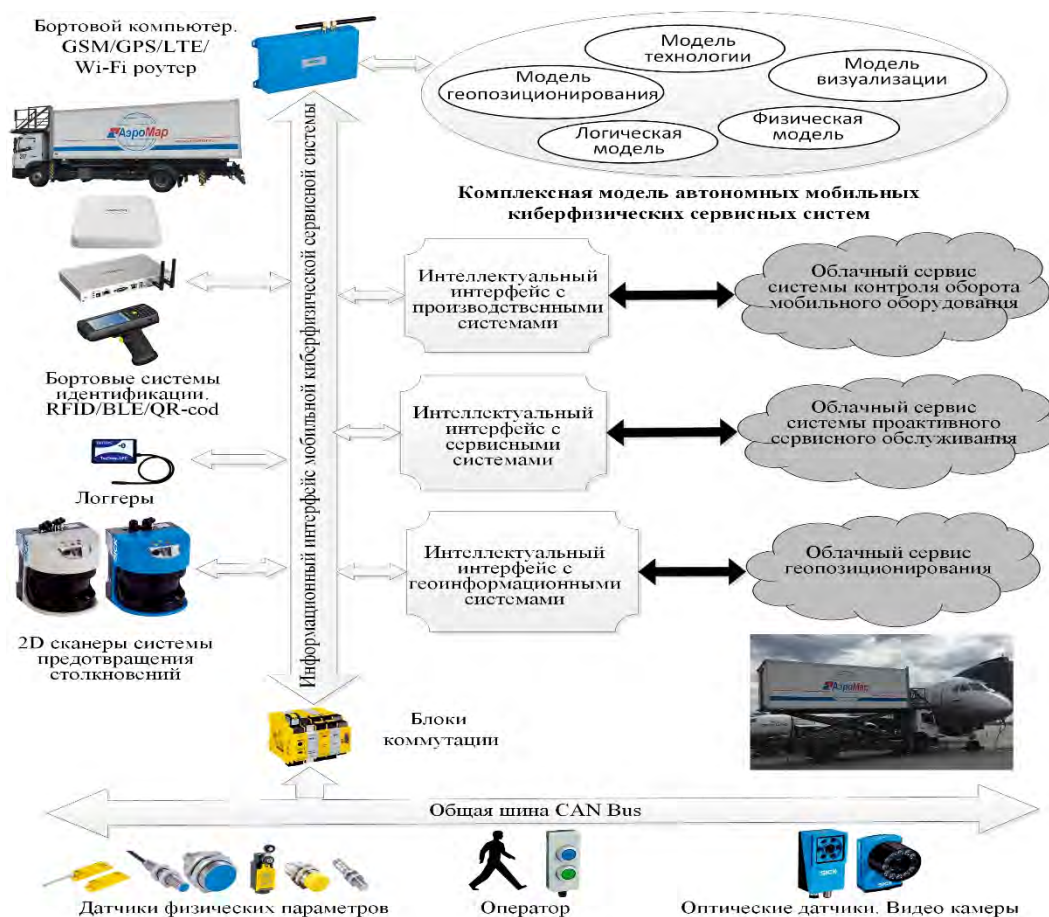 Бортовой компьютер.
GSM/GPS/LTE/
Wi-Fi роутер
Модель
технологии
Модель
визуализации
Модель
геопозиционирования
Физическая
модель
Логическая
модель
Комплексная модель автономных мобильных
киберфизических сервисных систем
АэроМар
Информационный интерфейс мобильной киберфизической сервисной системы
Интеллектуальный
интерфейс с
производственными
системами
Облачный сервис
системы контроля оборота
мобильного оборудования
Бортовые системы
идентификации.
RFID/BLE/QR-cod
Интеллектуальный
интерфейс с
сервисными
системами
Облачный сервис
системы проактивного
сервисного обслуживания
Логгеры
Интеллектуальный
интерфейс с
геоинформационными
системами
Облачный сервис
геопозиционирования
2D сканеры системы
предотвращения
столкновений
АэроМар
Блоки
коммутации
Общая шина CAN Bus
Датчики физических параметров
Оператор
Оптические датчики. Видео камеры